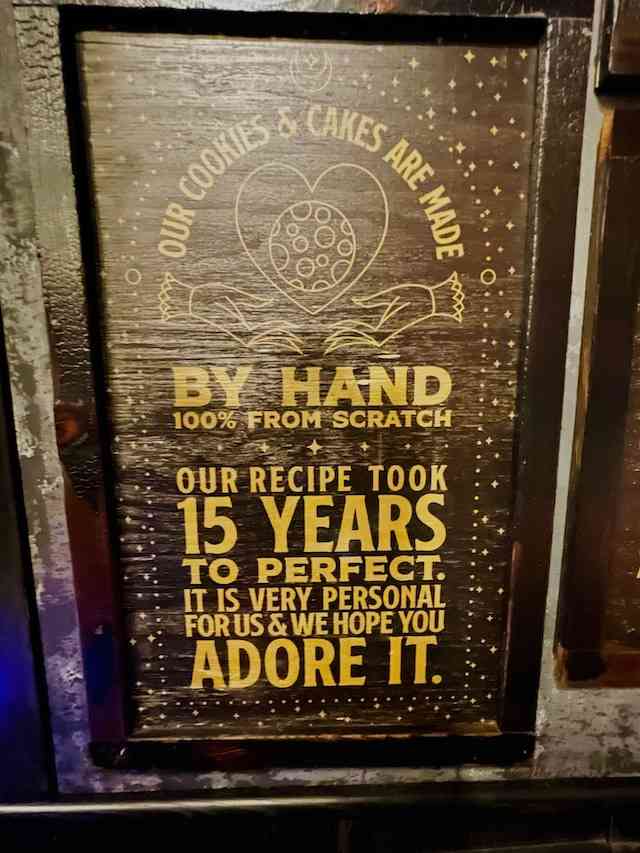 OUR COOKIES & CAKES ARE MADE
BY HAND
100% FROM SCRATCH
OUR RECIPE TOOK
15 YEARS
TO PERFECT.
IT IS VERY PERSONAL
FOR US & WE HOPE YOU
ADORE IT.